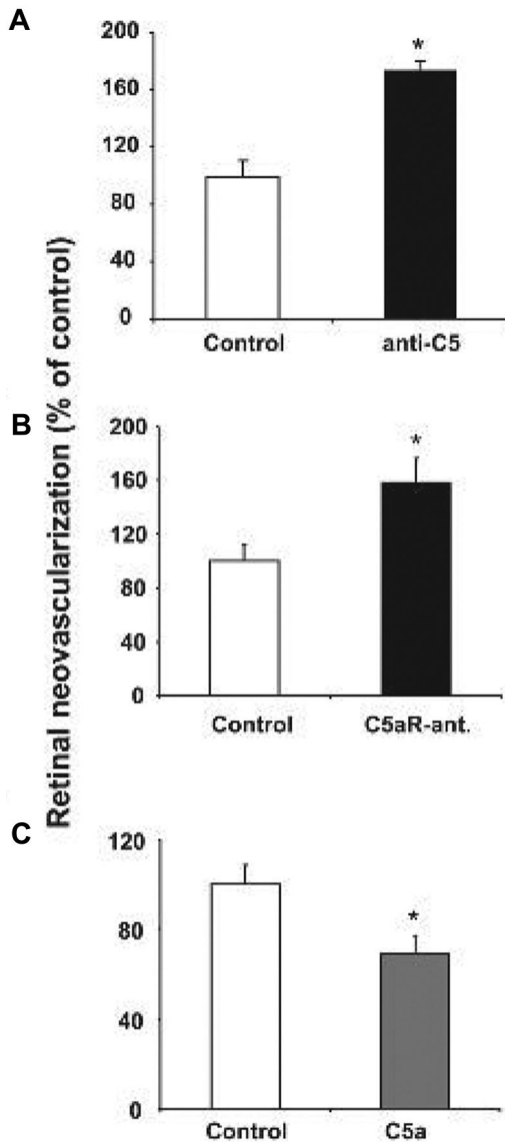 Retinal neovascularization (% of control)
A
200
160
120
80
40
0
*
Control anti-C5
B
200
160
120
80
40
0
*
Control C5aR-ant.
C
120
80
40
0
*
Control C5a